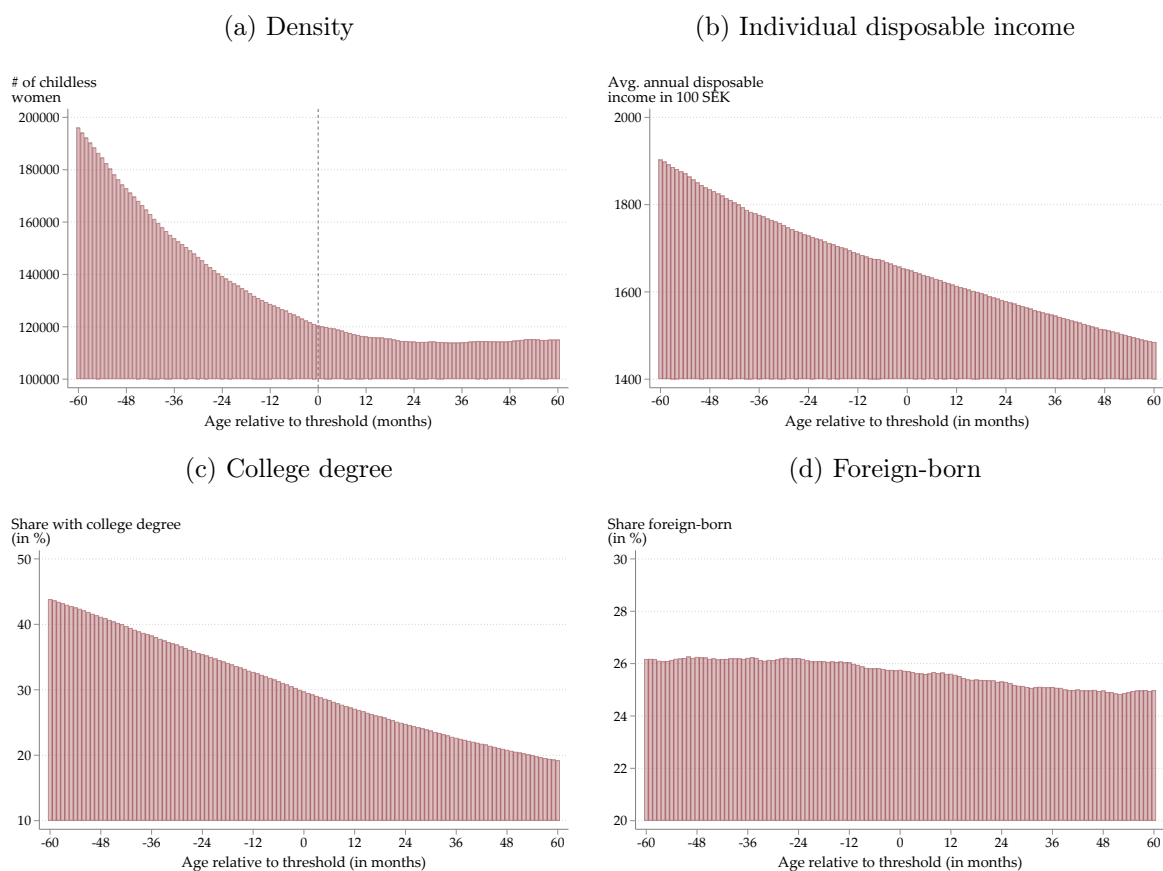 (a) Density
# of childless
women
200000
180000
160000
140000
120000
100000
-60 -48 -36 -24 -12 0 12 24 36 48 60
Age relative to threshold (months)
(b) Individual disposable income
Avg. annual disposable
income in 100 SEK
2000
1800
1600
1400
-60 -48 -36 -24 -12 0 12 24 36 48 60
Age relative to threshold (in months)
(c) College degree
Share with college degree
(in %)
50
40
30
20
10
-60 -48 -36 -24 -12 0 12 24 36 48 60
Age relative to threshold (in months)
(d) Foreign-born
Share foreign-born
(in %)
30
28
26
24
22
20
-60 -48 -36 -24 -12 0 12 24 36 48 60
Age relative to threshold (in months)